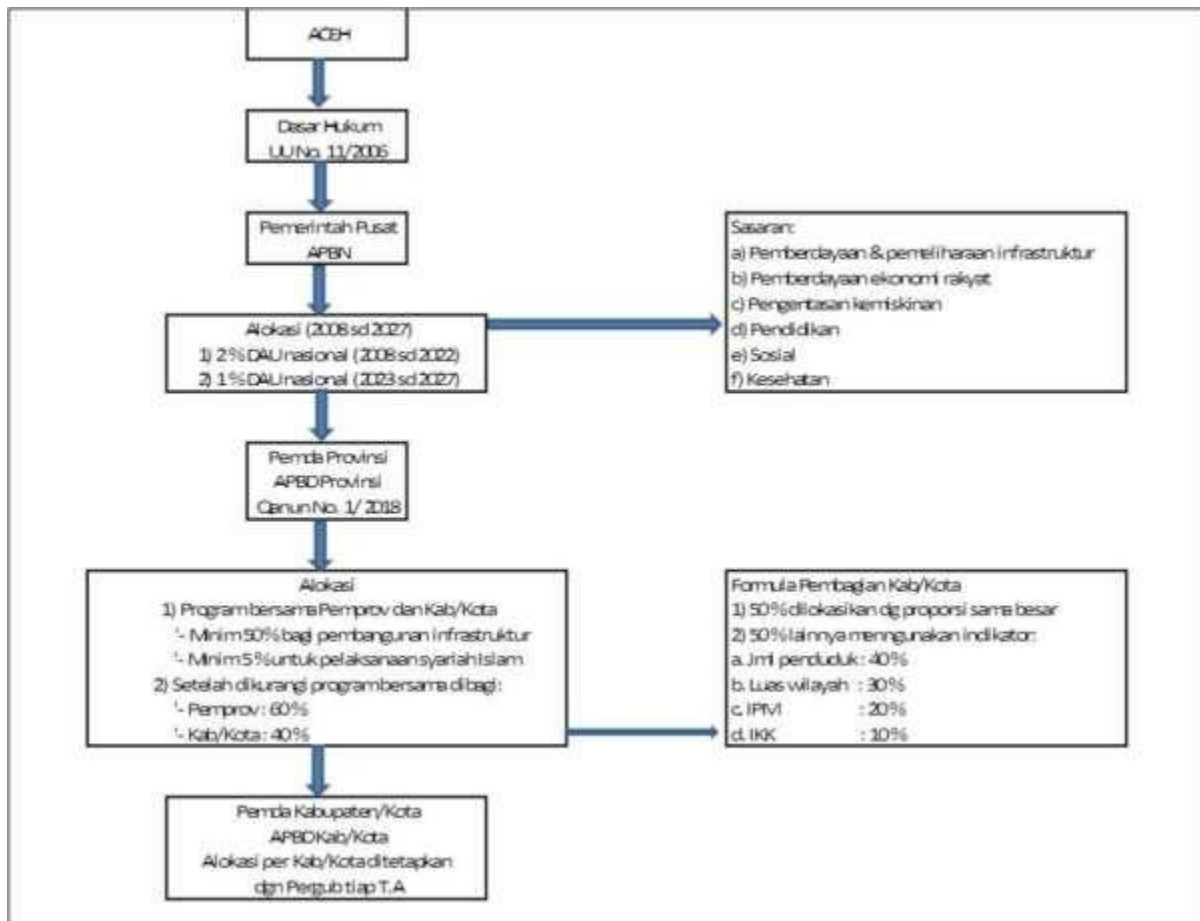 ACEH
Dasar Hukum
UU No. 11/2006
Pemerintah Pusat
APBN
Alokasi (2008 sd 2027)
1) 2% DAU nasional (2008 sd 2022)
2) 1% DAU nasional (2023 sd 2027)
Sasaran:
a) Pemberdayaan & pemeliharaan infrastruktur
b) Pemberdayaan ekonomi rakyat
c) Pengentasan kemiskinan
d) Pendidikan
e) Sosial
f) Kesehatan
Pemda Provinsi
APBD Provinsi
Qanun No. 1/ 2018
Alokasi
1) Program bersama Pemprov dan Kab/Kota
'- Minim 50% bagi pembangunan infrastruktur
'- Minim 5% untuk pelaksanaan syariah Islam
2) Setelah dikurangi program bersama dibagi:
'- Pemprov : 60%
'- Kab/Kota : 40%
Formula Pembagian Kab/Kota
1) 50% dilokasikan dg proporsi sama besar
2) 50% lainnya menngunakan indikator:
a. Jml penduduk : 40%
b. Luas wilayah : 30%
c. IPM : 20%
d. IKK : 10%
Pemda Kabupaten/Kota
APBD Kab/Kota
Alokasi per Kab/Kota ditetapkan
dgn Pergub tiap T.A